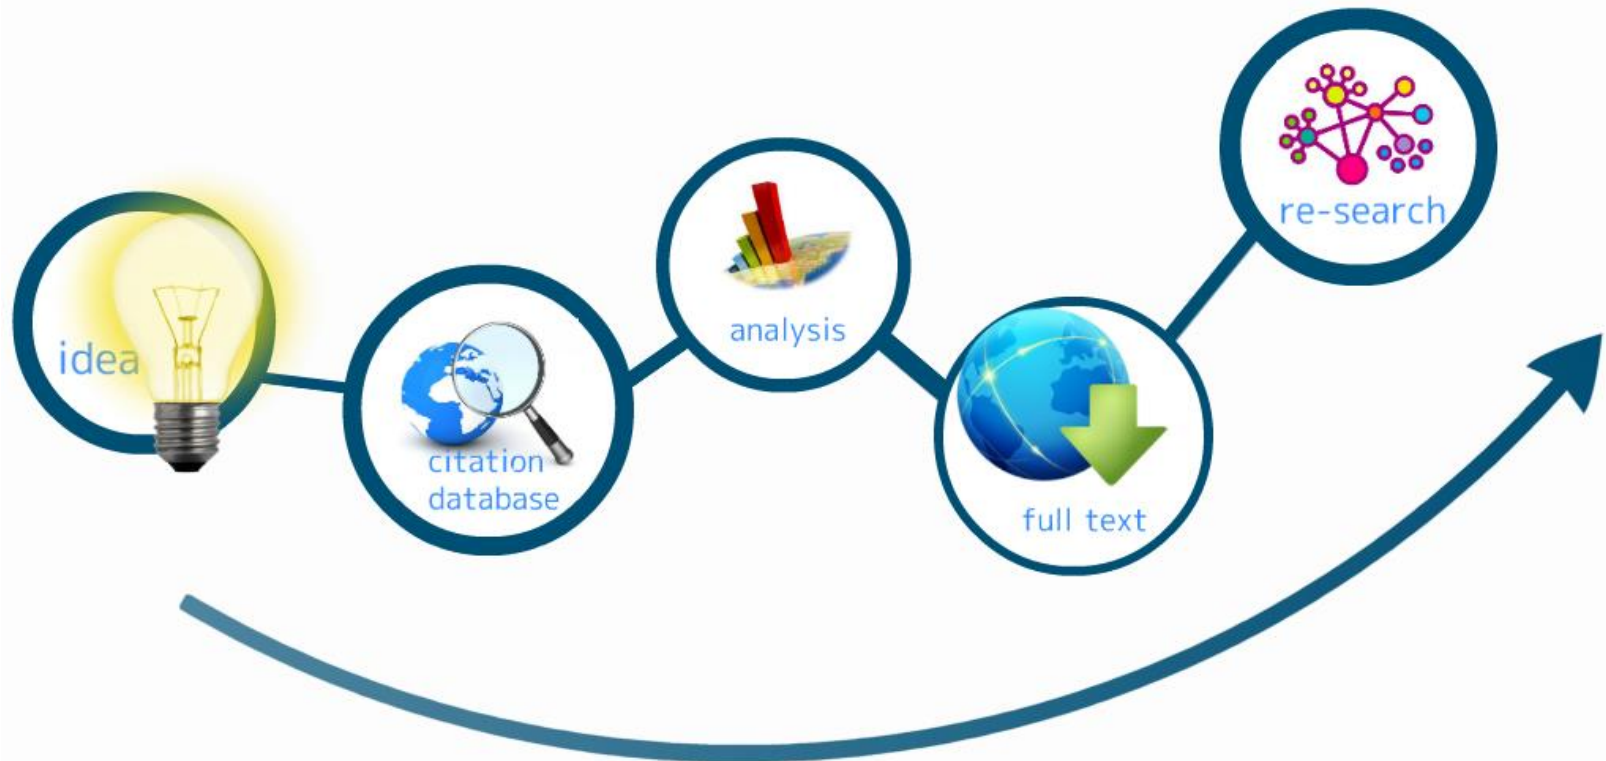 idea
citation
database
analysis
full text
re-search